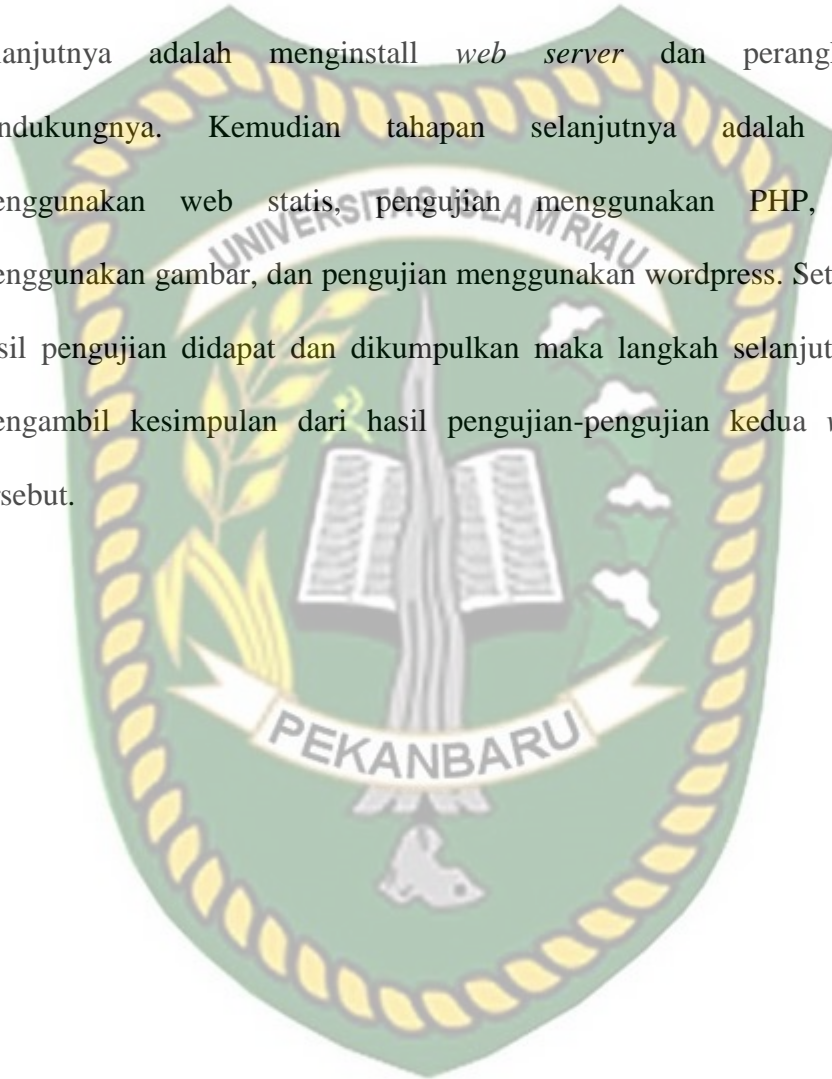 lanjutnya adalah menginstall web server dan perangk
ndukungnya. Kemudian tahapan selanjutnya adalah
enggunakan web statis, pengujian menggunakan PHP,
UNIVERSITAS ISLAM RIAU
enggunakan gambar, dan pengujian menggunakan wordpress. Set
sil pengujian didapat dan dikumpulkan maka langkah selanjut
engambil kesimpulan dari hasil pengujian-pengujian kedua
rsebut.
PEKANBARU